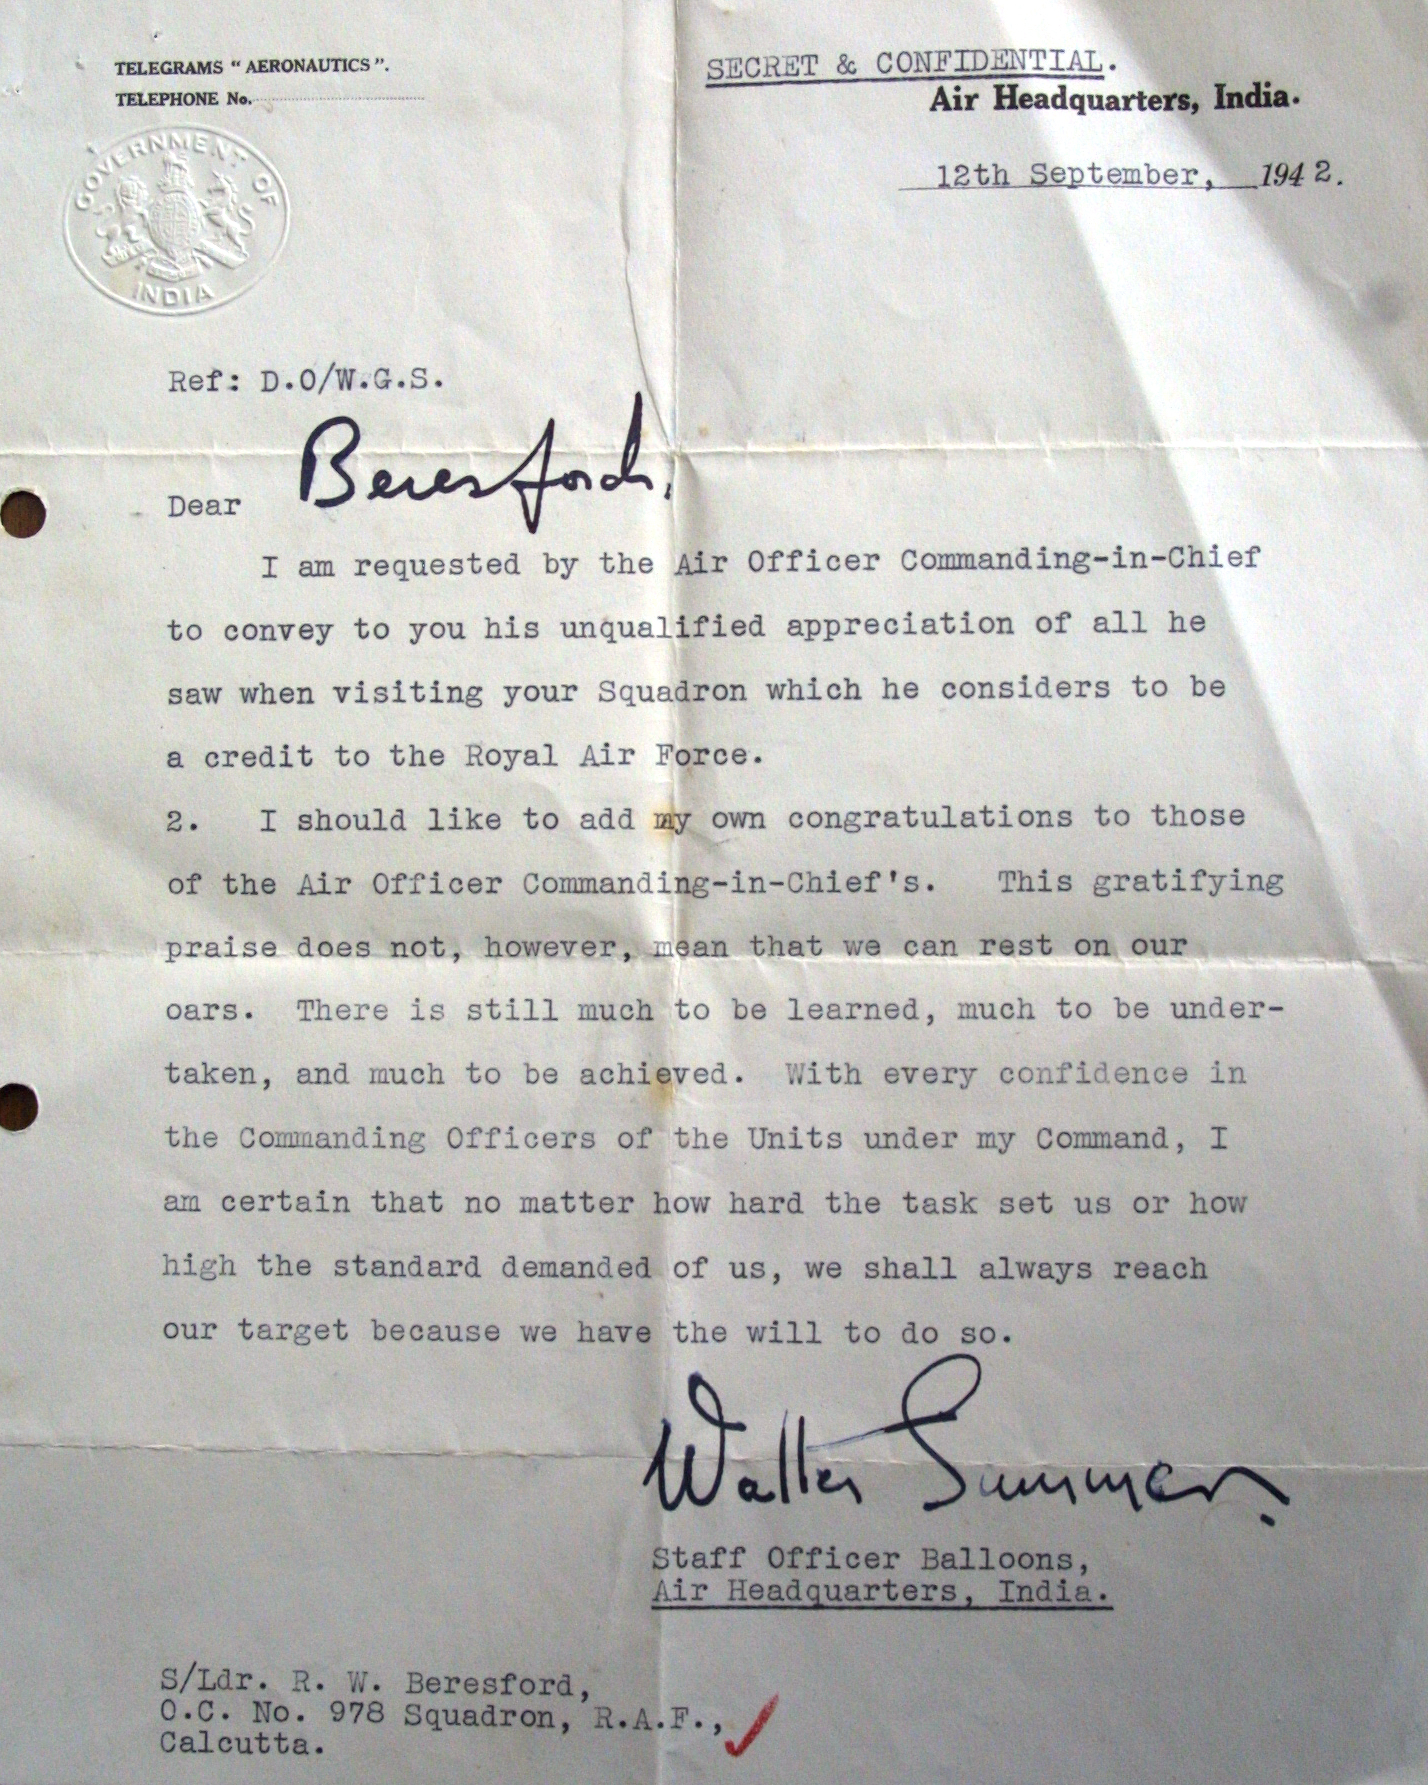 TELEGRAMS “ AERONAUTICS ”.
TELEPHONE No.
SECRET & CONFIDENTIAL.
Air Headquarters, India.
12th September, 1942.
GOVERNMENT OF
INDIA
Ref: D.O/W.G.S.
Dear Beresford,
I am requested by the Air Officer Commanding-in-Chief
to convey to you his unqualified appreciation of all he
saw when visiting your Squadron which he considers to be
a credit to the Royal Air Force.
2. I should like to add my own congratulations to those
of the Air Officer Commanding-in-Chief's. This gratifying
praise does not, however, mean that we can rest on our
oars. There is still much to be learned, much to be under-
taken, and much to be achieved. With every confidence in
the Commanding Officers of the Units under my Command, I
am certain that no matter how hard the task set us or how
high the standard demanded of us, we shall always reach
our target because we have the will to do so.
Walter
Staff Officer Balloons,
Air Headquarters, India.
S/Ldr. R. W. Beresford,
O.C. No. 978 Squadron, R.A.F.,
Calcutta.